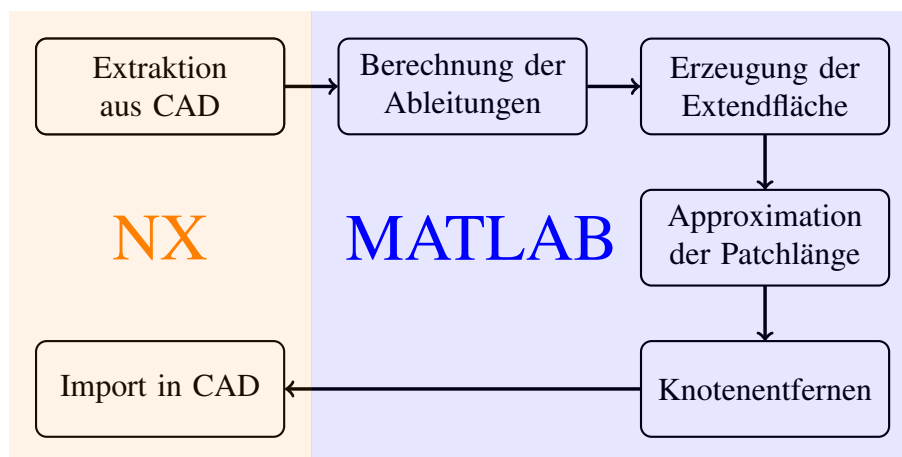 Extraktion
aus CAD
Berechnung der
Ableitungen
Erzeugung der
Extendfläche
NX
MATLAB
Approximation
der Patchlänge
Import in CAD
Knotenentfernen